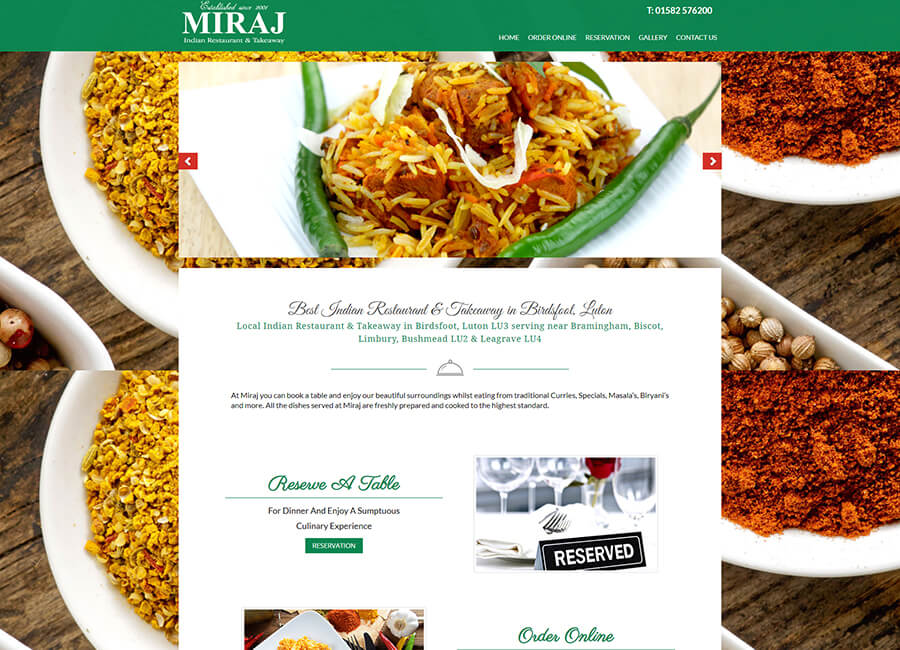 Established since 2001
MIRAJ
Indian Restaurant & Takeaway
T: 01582 576200
HOME ORDER ONLINE RESERVATION GALLERY CONTACT US
Best Indian Restaurant & Takeaway in Birdsfoot, Luton
Local Indian Restaurant & Takeaway in Birdsfoot, Luton LU3 serving near Bramingham, Biscot,
Limbury, Bushmead LU2 & Leagrave LU4
At Miraj you can book a table and enjoy our beautiful surroundings whilst eating from traditional Curries, Specials, Masala's, Biryani's
and more. All the dishes served at Miraj are freshly prepared and cooked to the highest standard.
Reserve A Table
For Dinner And Enjoy A Sumptuous
Culinary Experience
RESERVATION
RESERVED
Order Online